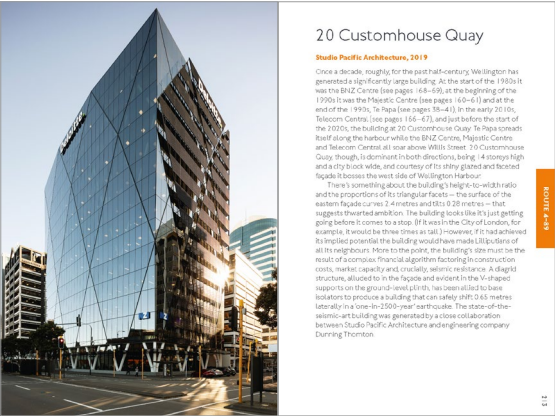 20 Customhouse Quay
Studio Pacific Architecture, 2019
Once a decade, roughly, for the past half-century, Wellington has
generated a significantly large building. At the start of the 1980s it
was the BNZ Centre (see pages 168–69), at the beginning of the
1990s it was the Majestic Centre (see pages 160–61) and at the
end of the 1990s, Te Papa (see pages 38–41), in the early 2010s,
Telecom Central (see pages 166–67), and just before the start of
the 2020s, the building at 20 Customhouse Quay. Te Papa spreads
itself along the harbour while the BNZ Centre, Majestic Centre
and Telecom Central all soar above Willis Street. 20 Customhouse
Quay, though, is dominant in both directions, being 14 storeys high
and a city block wide, and courtesy of its shiny glazed and faceted
façade it bosses the west side of Wellington Harbour.
There's something about the building's height-to-width ratio
and the proportions of its triangular facets — the surface of the
eastern façade curves 2.4 metres and tilts 0.28 metres — that
suggests thwarted ambition. The building looks like it's just getting
going before it comes to a stop. (If it was in the City of London, for
example, it would be three times as tall.) However, if it had achieved
its implied potential the building would have made Lilliputians of
all its neighbours. More to the point, the building's size must be the
result of a complex financial algorithm factoring in construction
costs, market capacity and, crucially, seismic resistance. A diagrid
structure, alluded to in the façade and evident in the V-shaped
supports on the ground-level plinth, has been allied to base
isolators to produce a building that can safely shift 0.65 metres
laterally in a 'one-in-2500-year' earthquake. The state-of-the-
seismic-art building was generated by a close collaboration
between Studio Pacific Architecture and engineering company
Dunning Thornton.
ROUTE 4–69
213